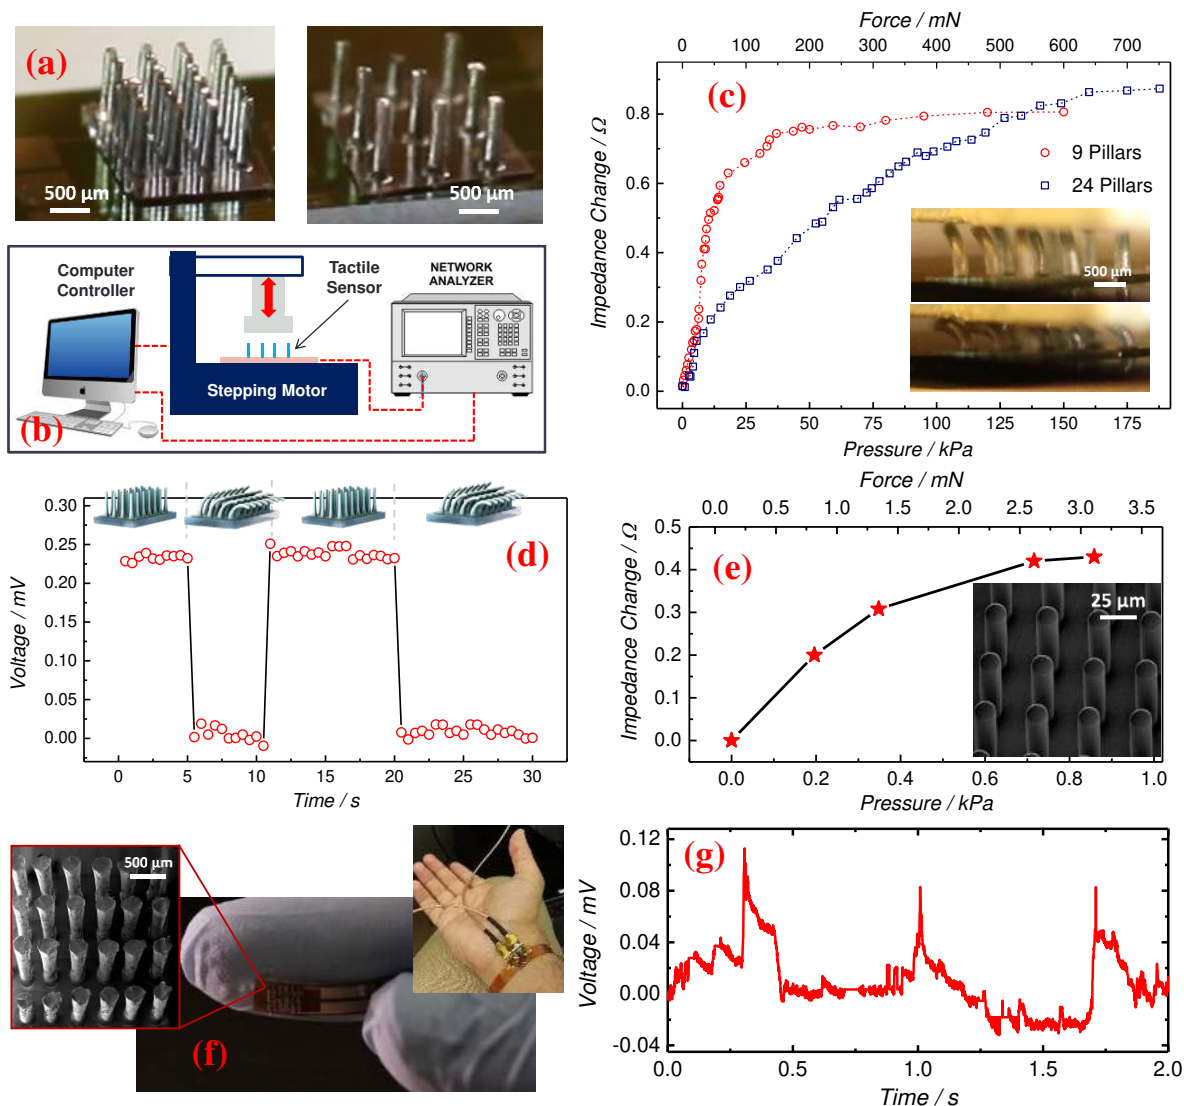 (a)
500 µm
500 µm
Computer
Controller
Tactile
Sensor
NETWORK
ANALYZER
Stepping Motor
(b)
Force / mN
0 100 200 300 400 500 600 700
(c)
Impedance Change / Ω
0.8
0.6
0.4
0.2
0.0
9 Pillars
24 Pillars
500 µm
0 25 50 75 100 125 150 175
Pressure / kPa
(d)
Voltage / mV
0.30
0.25
0.20
0.15
0.10
0.05
0.00
0 5 10 15 20 25 30
Time / s
Force / mN
0.0 0.5 1.0 1.5 2.0 2.5 3.0 3.5
(e)
Impedance Change / Ω
0.5
0.4
0.3
0.2
0.1
0.0
25 µm
0.0 0.2 0.4 0.6 0.8 1.0
Pressure / kPa
500 µm
(f)
(g)
Voltage / mV
0.12
0.08
0.04
0.00
-0.04
0.0 0.5 1.0 1.5 2.0
Time / s